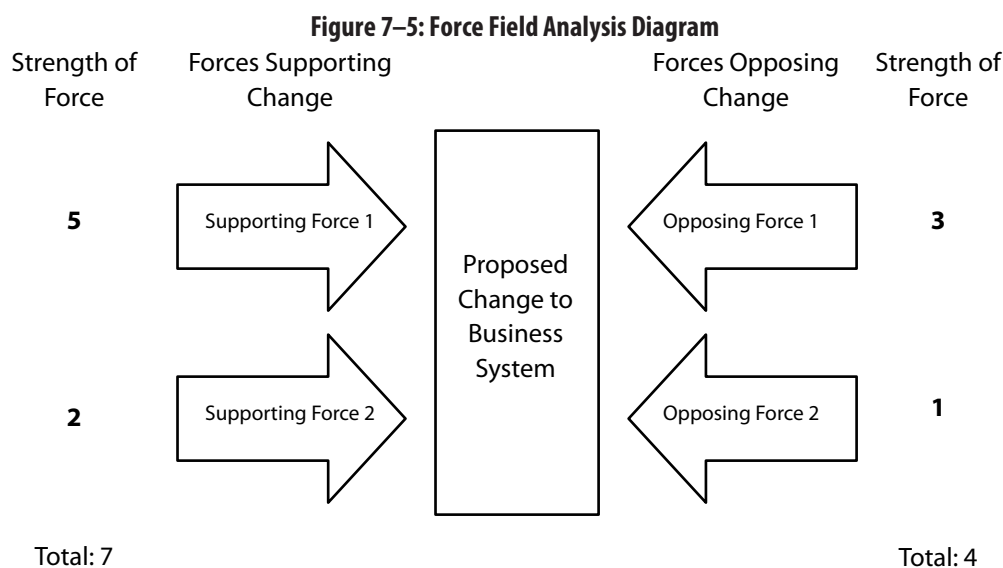 Figure 7–5: Force Field Analysis Diagram
Strength of
Force
Forces Supporting
Change
Forces Opposing
Change
Strength of
Force
5
Supporting Force 1
Opposing Force 1
3
Proposed
Change to
Business
System
2
Supporting Force 2
Opposing Force 2
1
Total: 7
Total: 4